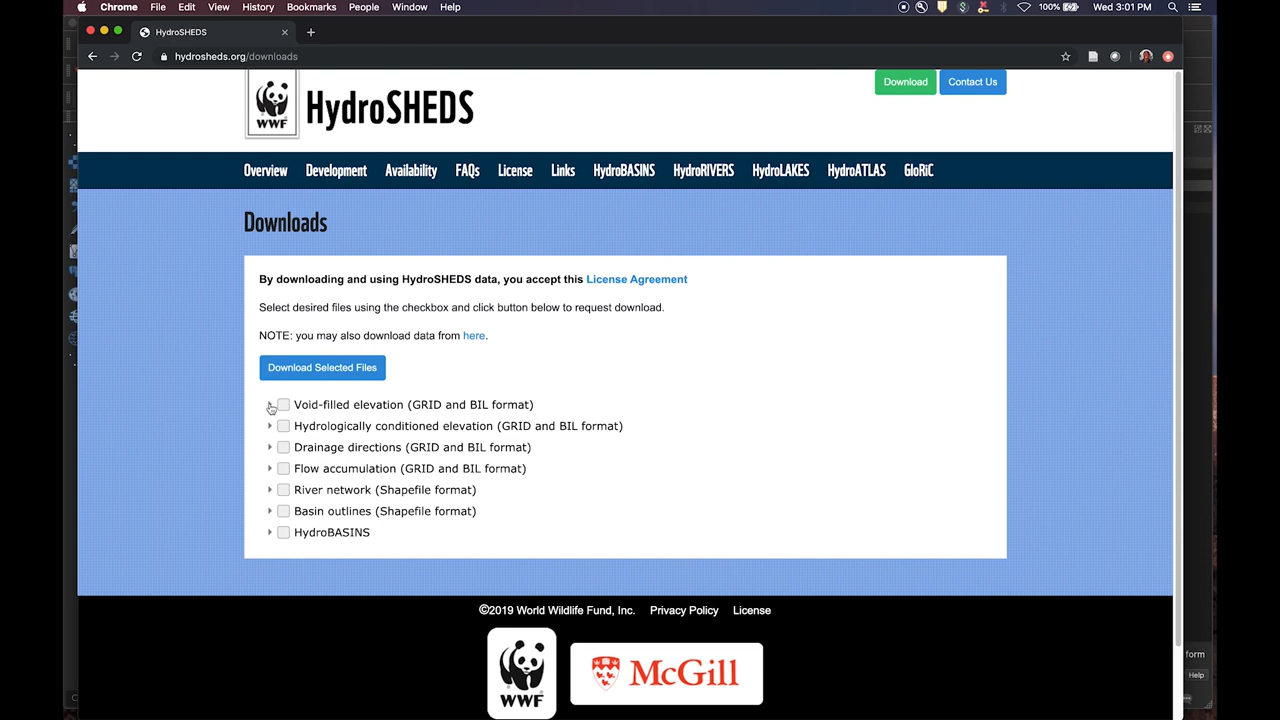 Chrome File Edit View History Bookmarks People Window Help 100% Wed 3:01 PM
HydroSHEDS
hydrosheds.org/downloads
WWF HydroSHEDS
Download Contact Us
Overview Development Availability FAQs License Links HydroBASINS HydroRIVERS HydroLAKES HydroATLAS GloRiC
Downloads
By downloading and using HydroSHEDS data, you accept this License Agreement
Select desired files using the checkbox and click button below to request download.
NOTE: you may also download data from here.
Download Selected Files
Void-filled elevation (GRID and BIL format)
Hydrologically conditioned elevation (GRID and BIL format)
Drainage directions (GRID and BIL format)
Flow accumulation (GRID and BIL format)
River network (Shapefile format)
Basin outlines (Shapefile format)
HydroBASINS
©2019 World Wildlife Fund, Inc. Privacy Policy License
WWF McGill
form
Help